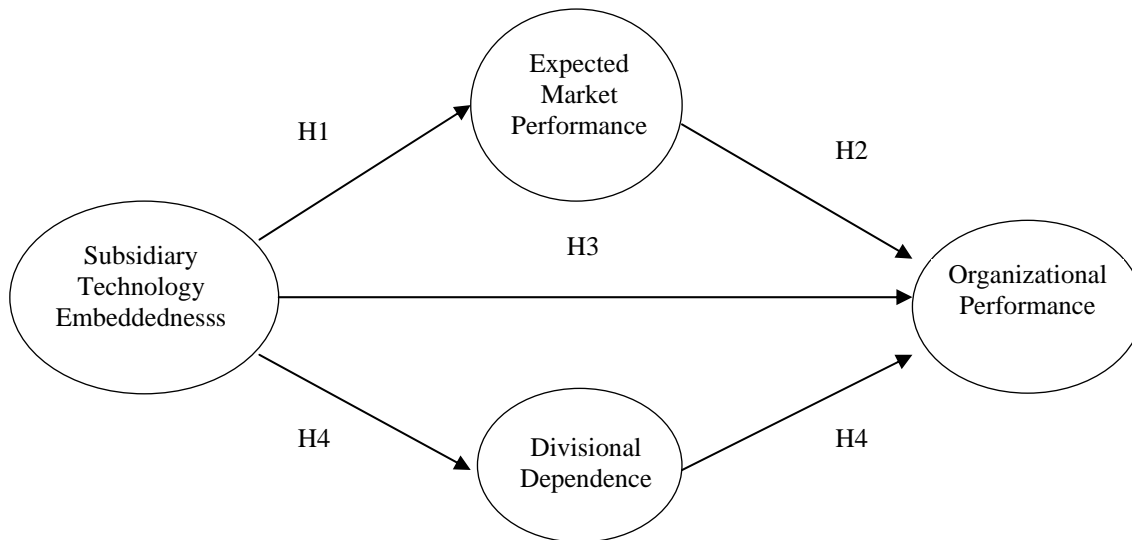 Expected
Market
Performance
H1
H2
H3
Subsidiary
Technology
Embeddednesss
Organizational
Performance
H4
H4
Divisional
Dependence